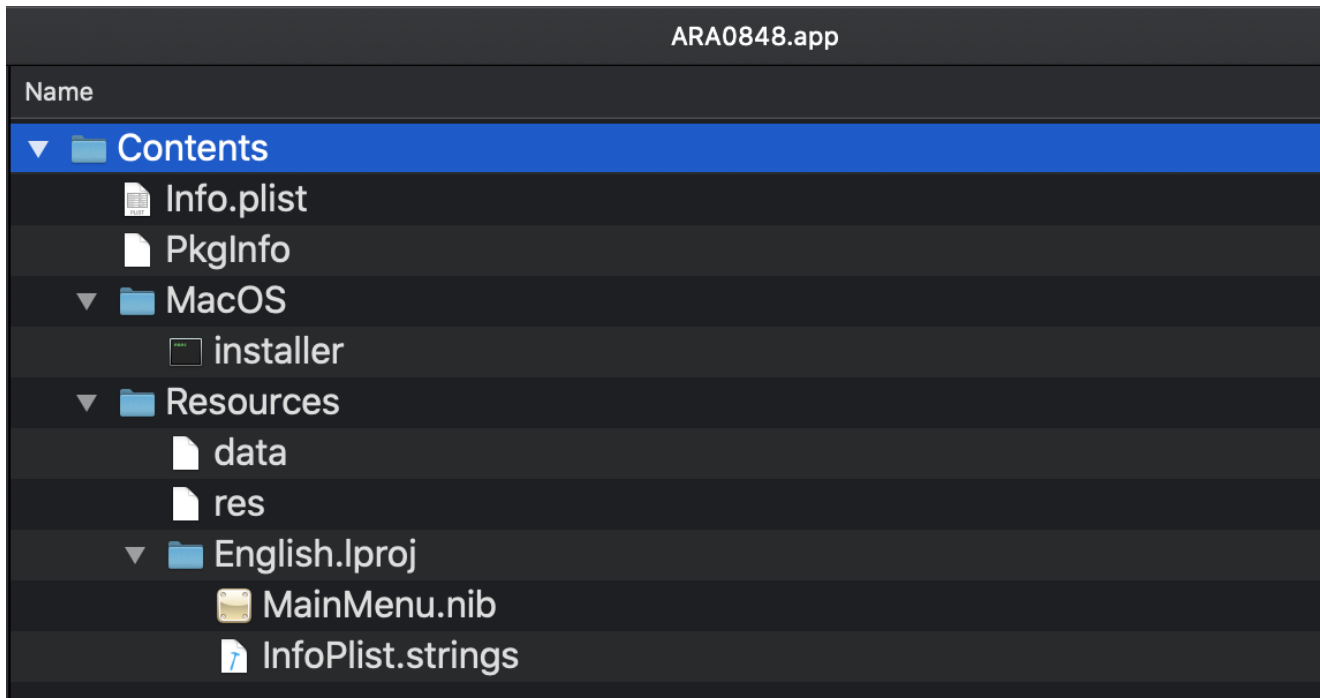 ARA0848.app
Name
Contents
Info.plist
PkgInfo
MacOS
installer
Resources
data
res
English.lproj
MainMenu.nib
InfoPlist.strings